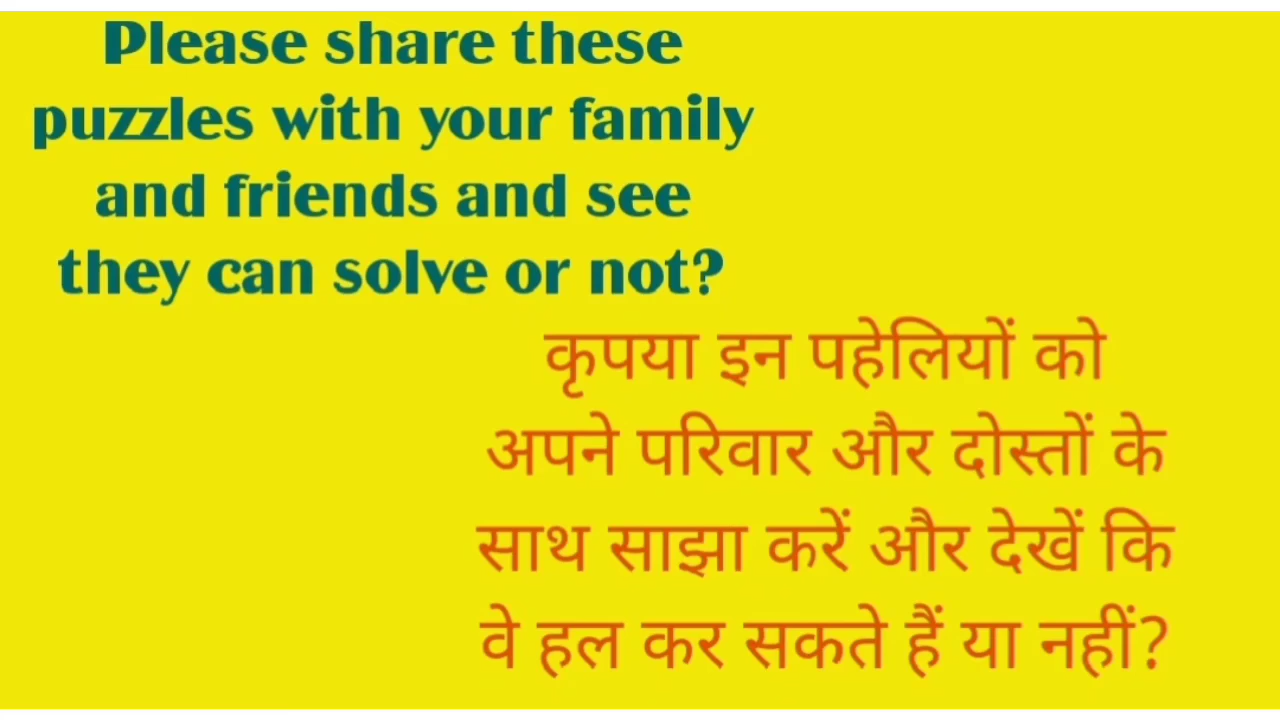 Please share these
puzzles with your family
and friends and see
they can solve or not?
कृपया इन पहेलियों को
अपने परिवार और दोस्तों के
साथ साझा करें और देखें कि
वे हल कर सकते हैं या नहीं?